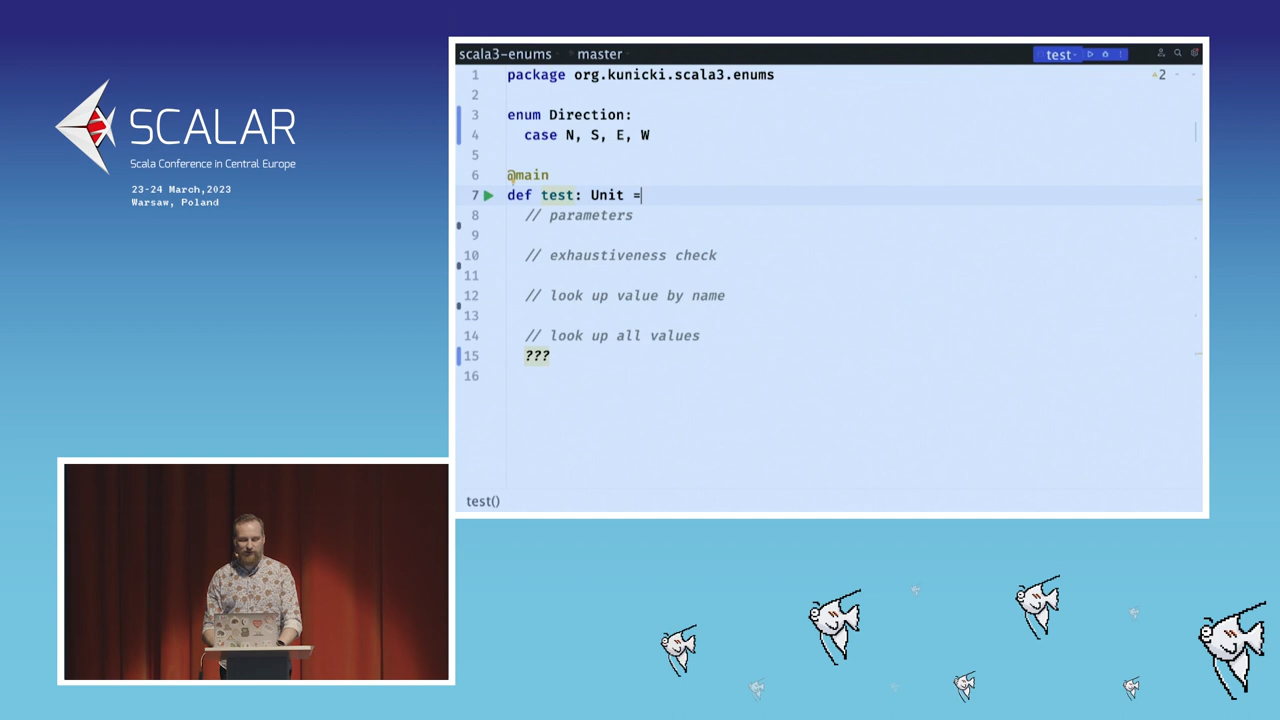 SCALAR
Scala Conference in Central Europe
23-24 March,2023
Warsaw, Poland
scala3-enums master test
1 package org.kunicki.scala3.enums
2
2
3 enum Direction:
4 case N, S, E, W
5
6 @main
7 def test: Unit =
8 // parameters
9
10 // exhaustiveness check
11
12 // look up value by name
13
14 // look up all values
15 ???
16
test()